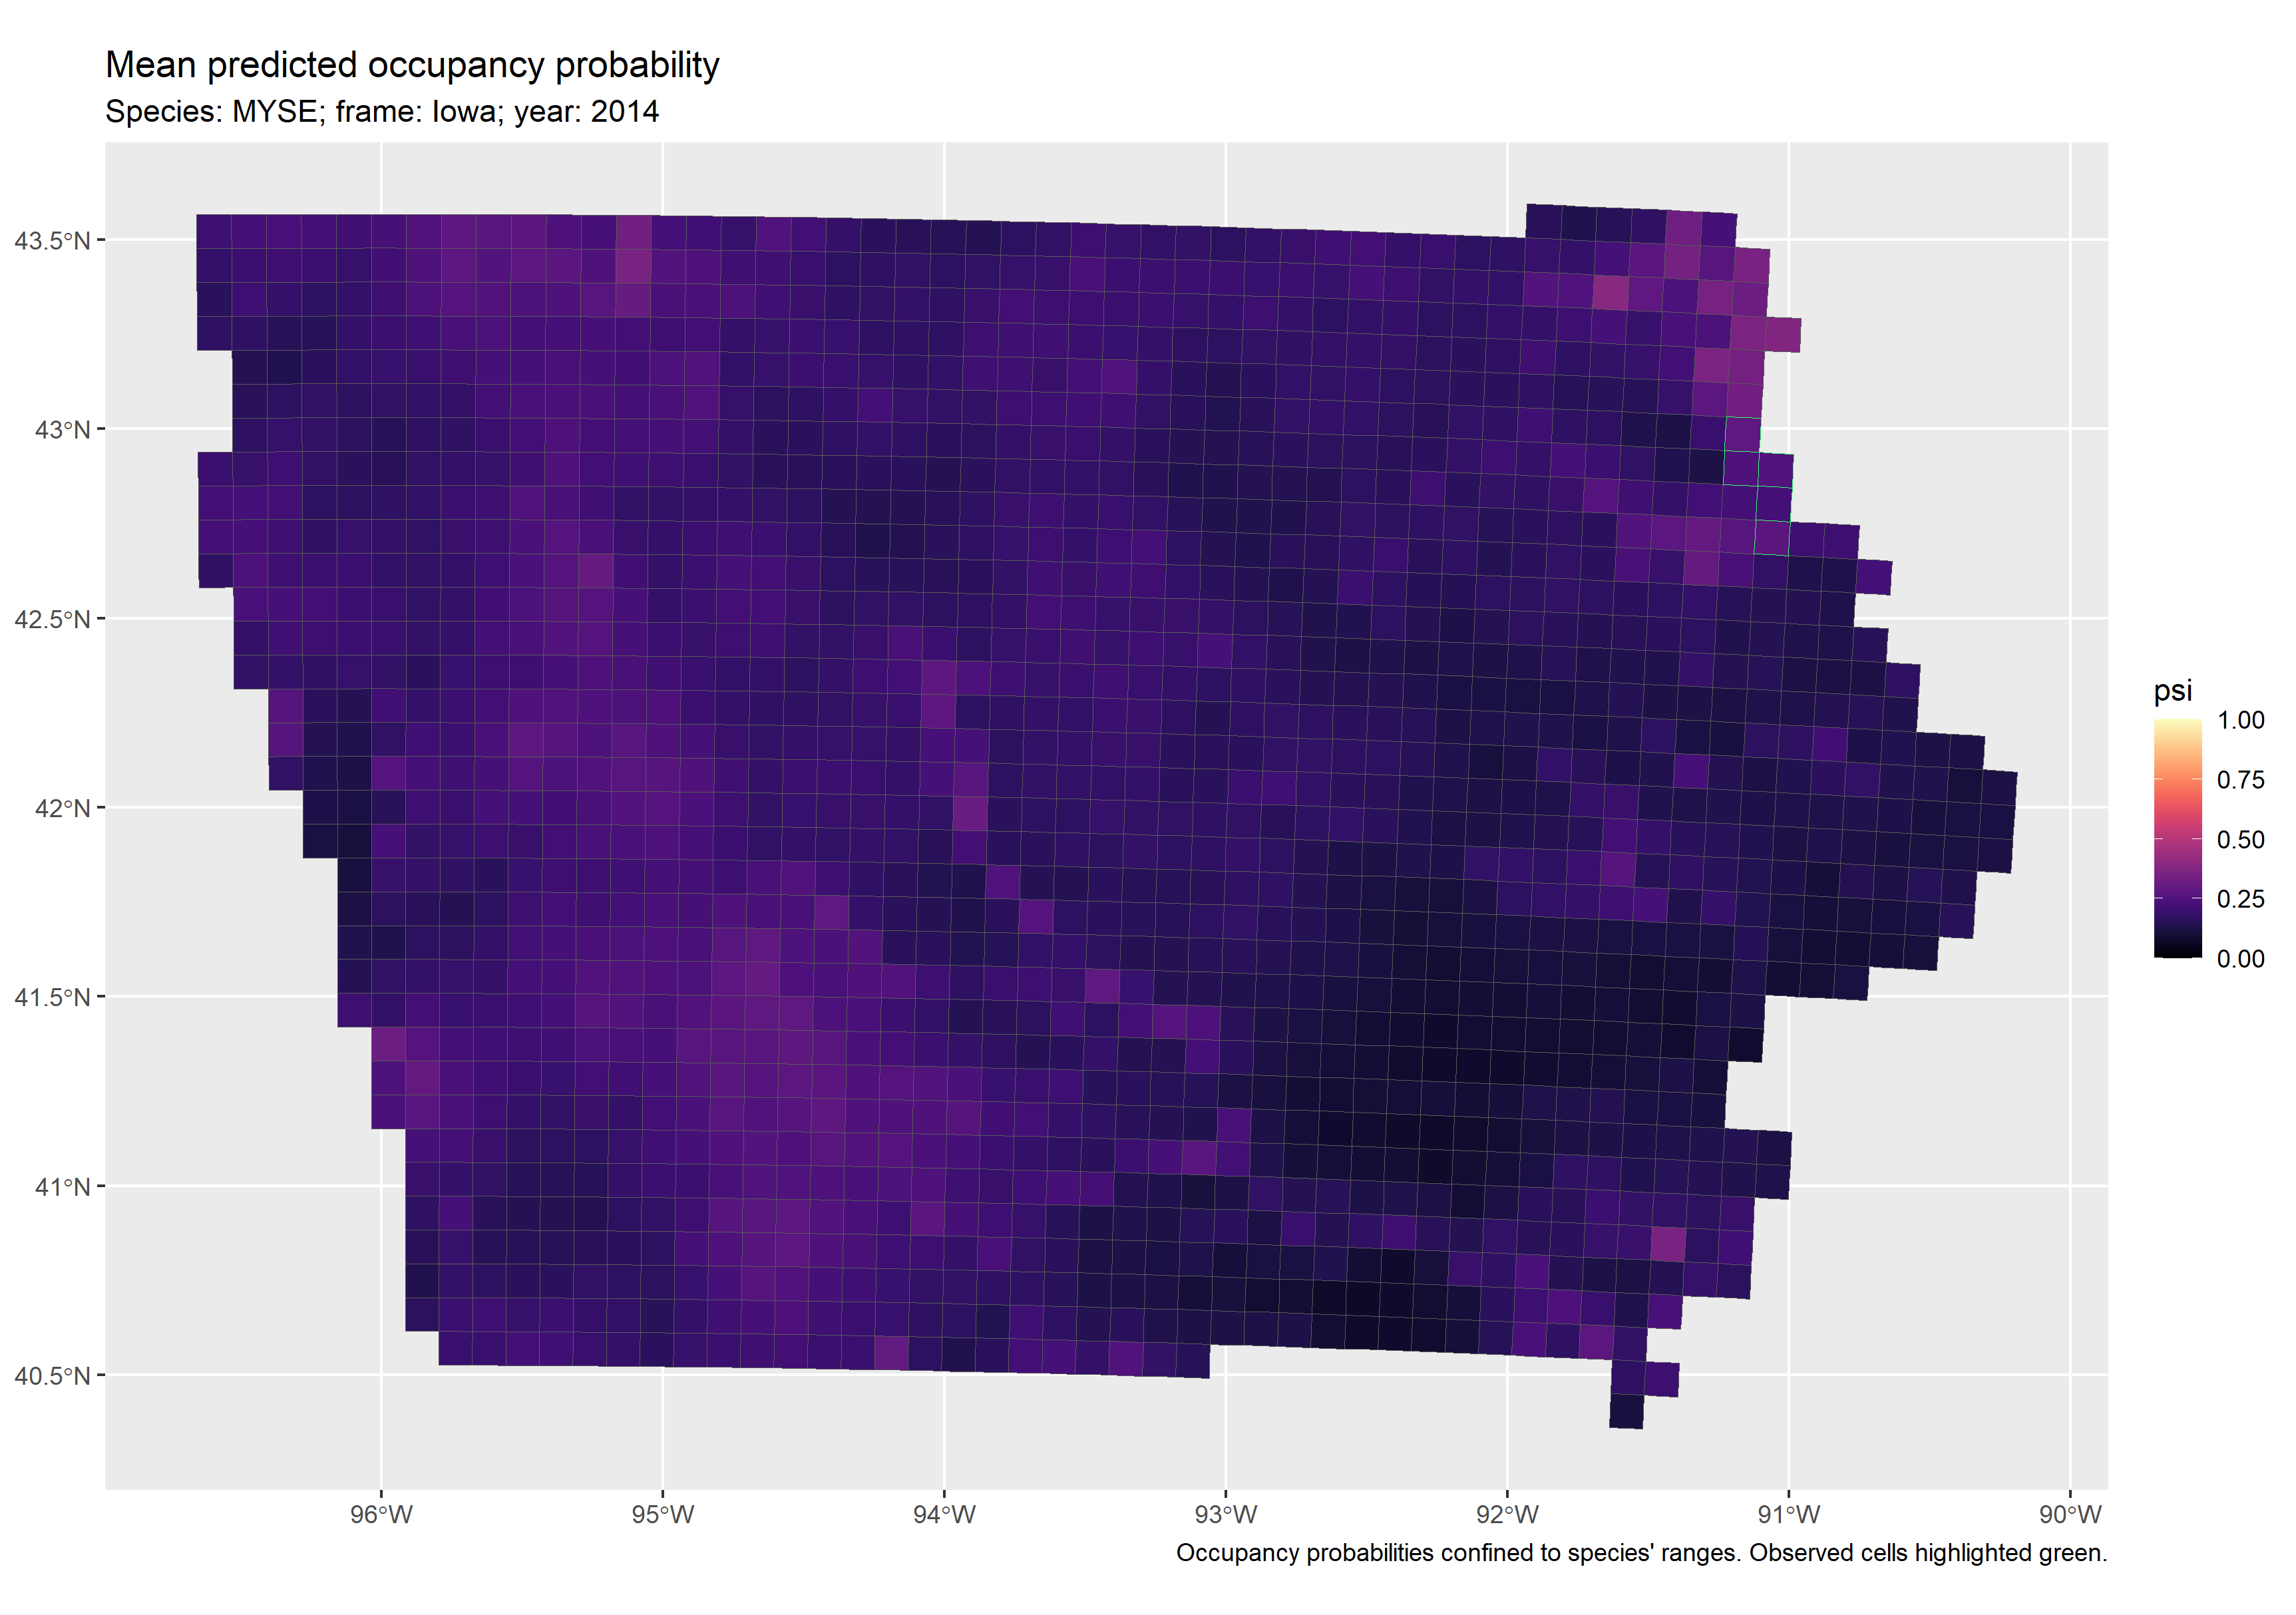 Mean predicted occupancy probability
Species: MYSE; frame: Iowa; year: 2014
43.5°N
43°N
42.5°N
42°N
41.5°N
41°N
40.5°N
96°W
95°W
94°W
93°W
92°W
91°W
90°W
psi
1.00
0.75
0.50
0.25
0.00
Occupancy probabilities confined to species' ranges. Observed cells highlighted green.